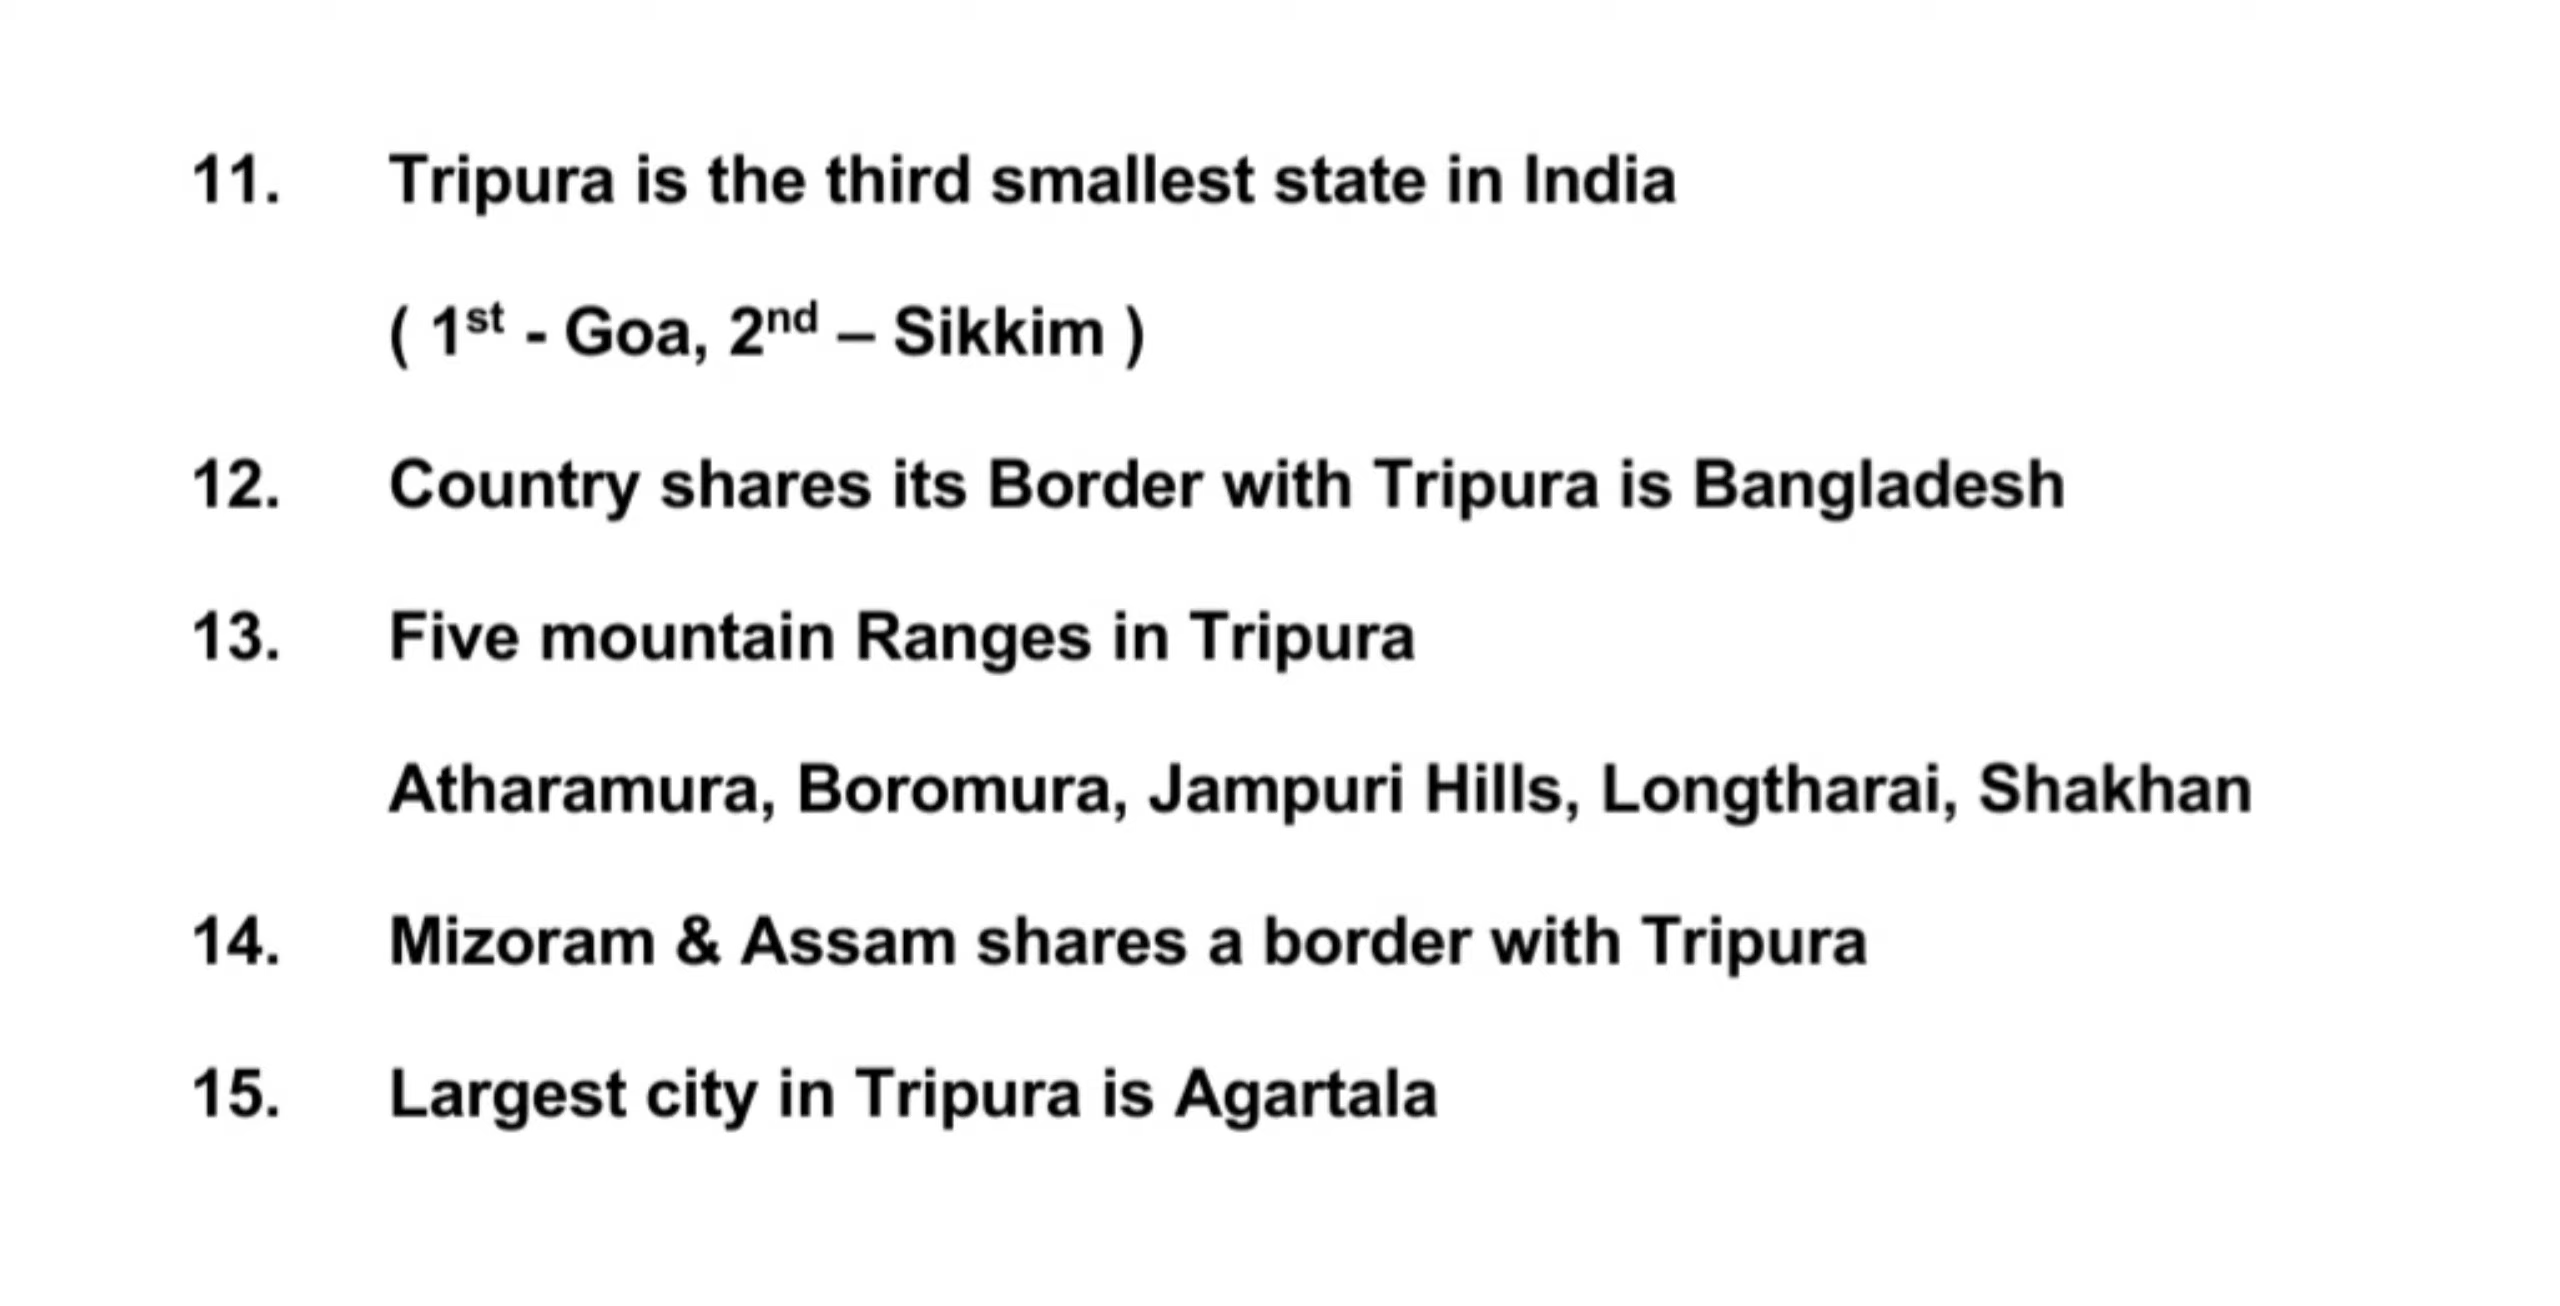 11. Tripura is the third smallest state in India
( 1st - Goa, 2nd – Sikkim )
12. Country shares its Border with Tripura is Bangladesh
13. Five mountain Ranges in Tripura
Atharamura, Boromura, Jampuri Hills, Longtharai, Shakhan
14. Mizoram & Assam shares a border with Tripura
15. Largest city in Tripura is Agartala